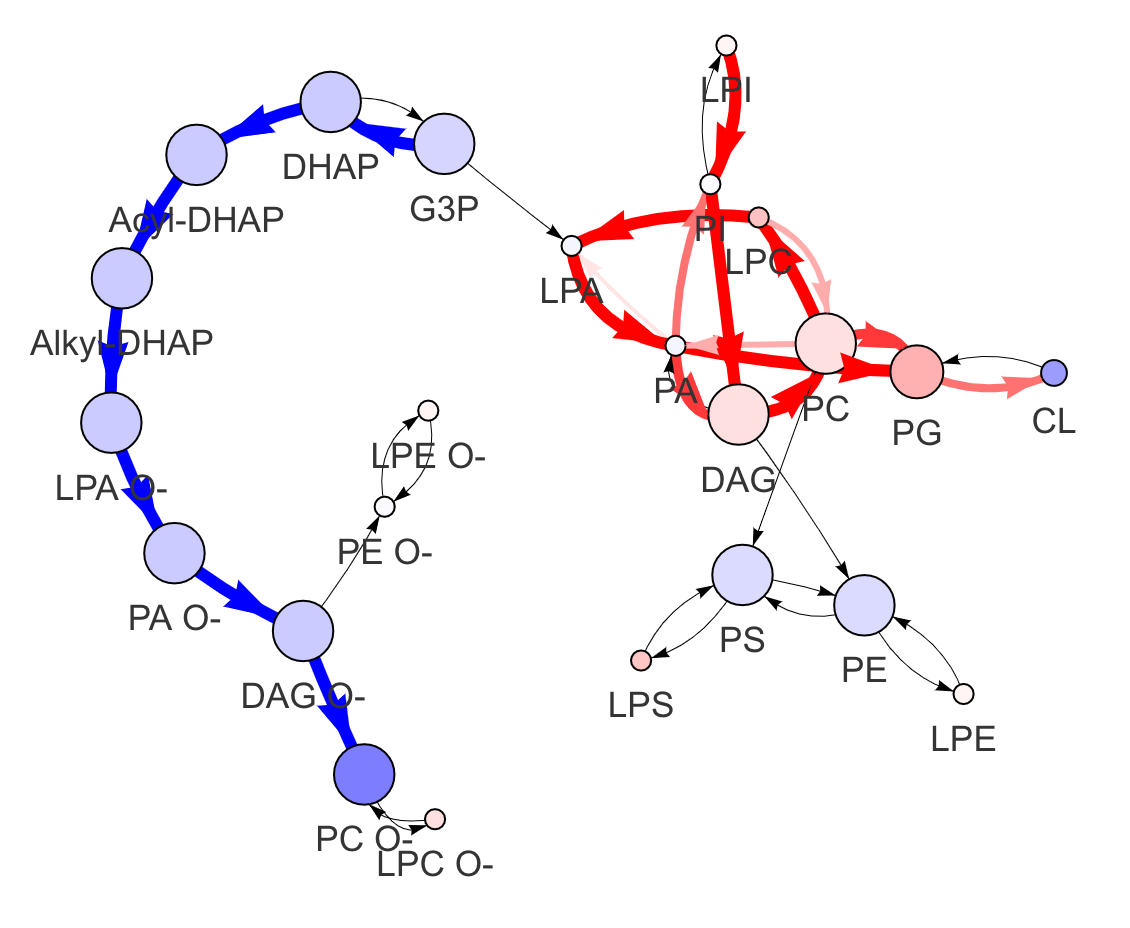 LPI
DHAP
G3P
Acyl-DHAP
PI
LPC
LPA
Alkyl-DHAP
PA
PC
CL
PG
LPE O-
DAG
LPA O-
PE O-
PA O-
PS
PE
DAG O-
LPS
LPE
PC O-
LPC O-